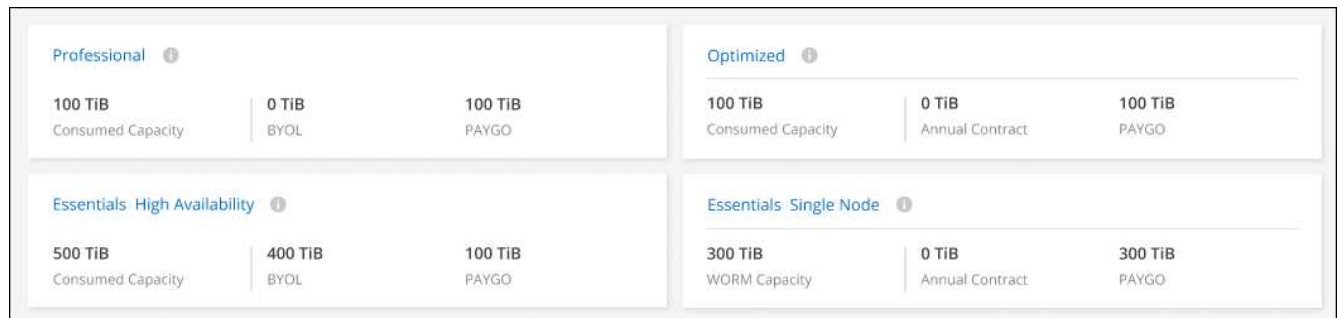 Professional
100 TiB 0 TiB 100 TiB
Consumed Capacity BYOL PAYGO
Optimized
100 TiB 0 TiB 100 TiB
Consumed Capacity Annual Contract PAYGO
Essentials High Availability
500 TiB 400 TiB 100 TiB
Consumed Capacity BYOL PAYGO
Essentials Single Node
300 TiB 0 TiB 300 TiB
WORM Capacity Annual Contract PAYGO